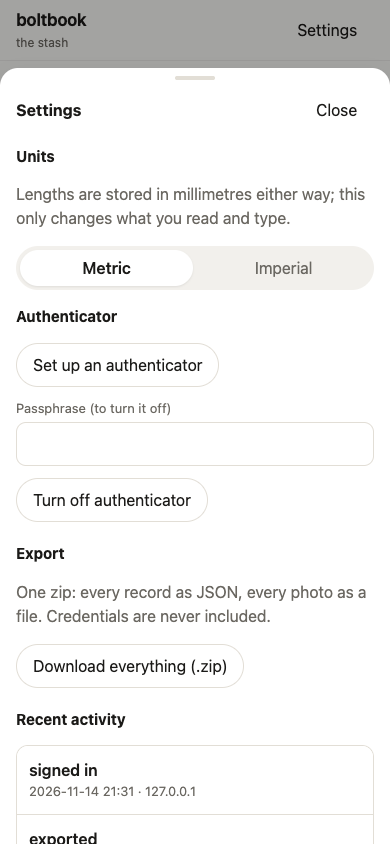 boltbook
the stash
Settings
Settings
Close
Units
Lengths are stored in millimetres either way; this
only changes what you read and type.
Metric
Imperial
Authenticator
Set up an authenticator
Passphrase (to turn it off)
Turn off authenticator
Export
One zip: every record as JSON, every photo as a
file. Credentials are never included.
Download everything (.zip)
Recent activity
signed in
2026-11-14 21:31 · 127.0.0.1
exported